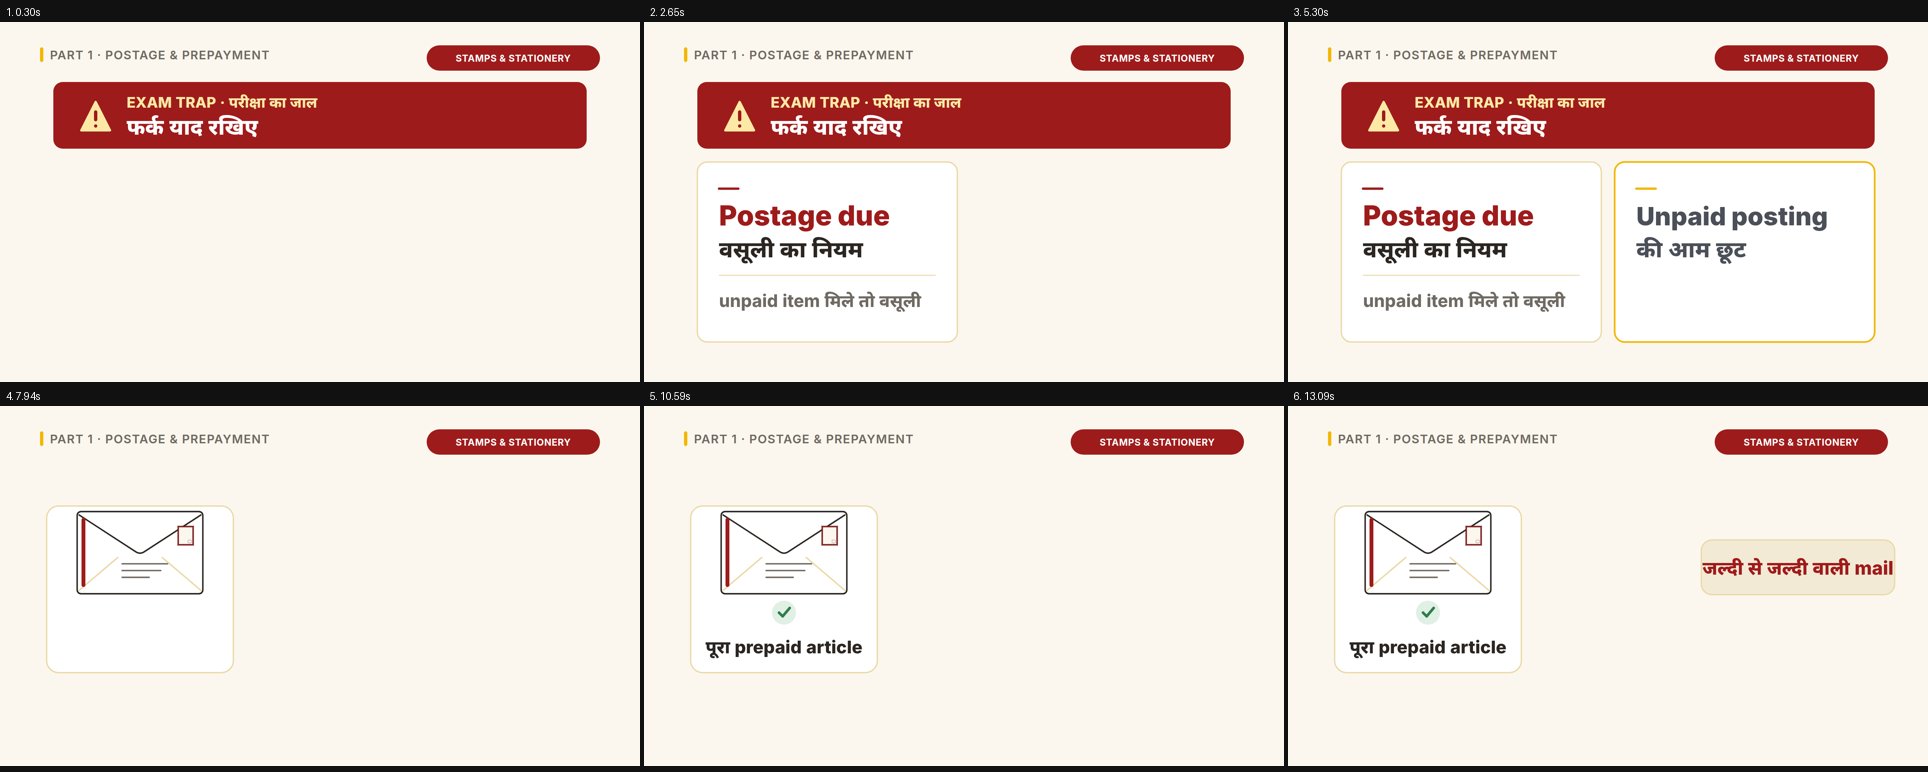 1. 0.30s
PART 1 · POSTAGE & PREPAYMENT
STAMPS & STATIONERY
EXAM TRAP · परीक्षा का जाल
फर्क याद रखिए
2. 2.65s
PART 1 · POSTAGE & PREPAYMENT
STAMPS & STATIONERY
EXAM TRAP · परीक्षा का जाल
फर्क याद रखिए
Postage due
वसूली का नियम
unpaid item मिले तो वसूली
3. 5.30s
PART 1 · POSTAGE & PREPAYMENT
STAMPS & STATIONERY
EXAM TRAP · परीक्षा का जाल
फर्क याद रखिए
Postage due
वसूली का नियम
unpaid item मिले तो वसूली
Unpaid posting
की आम छूट
4. 7.94s
PART 1 · POSTAGE & PREPAYMENT
STAMPS & STATIONERY
5. 10.59s
PART 1 · POSTAGE & PREPAYMENT
STAMPS & STATIONERY
पूरा prepaid article
6. 13.09s
PART 1 · POSTAGE & PREPAYMENT
STAMPS & STATIONERY
पूरा prepaid article
जल्दी से जल्दी वाली mail